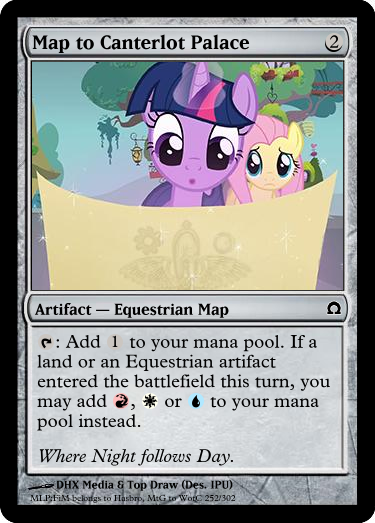 Map to Canterlot Palace 2
Artifact — Equestrian Map Ω
: Add 1 to your mana pool. If a
land or an Equestrian artifact
entered the battlefield this turn, you
may add , or to your mana
pool instead.
Where Night follows Day.
DHX Media & Top Draw (Des. IPU)
MLP:FiM belongs to Hasbro, MtG to WotC 252/302